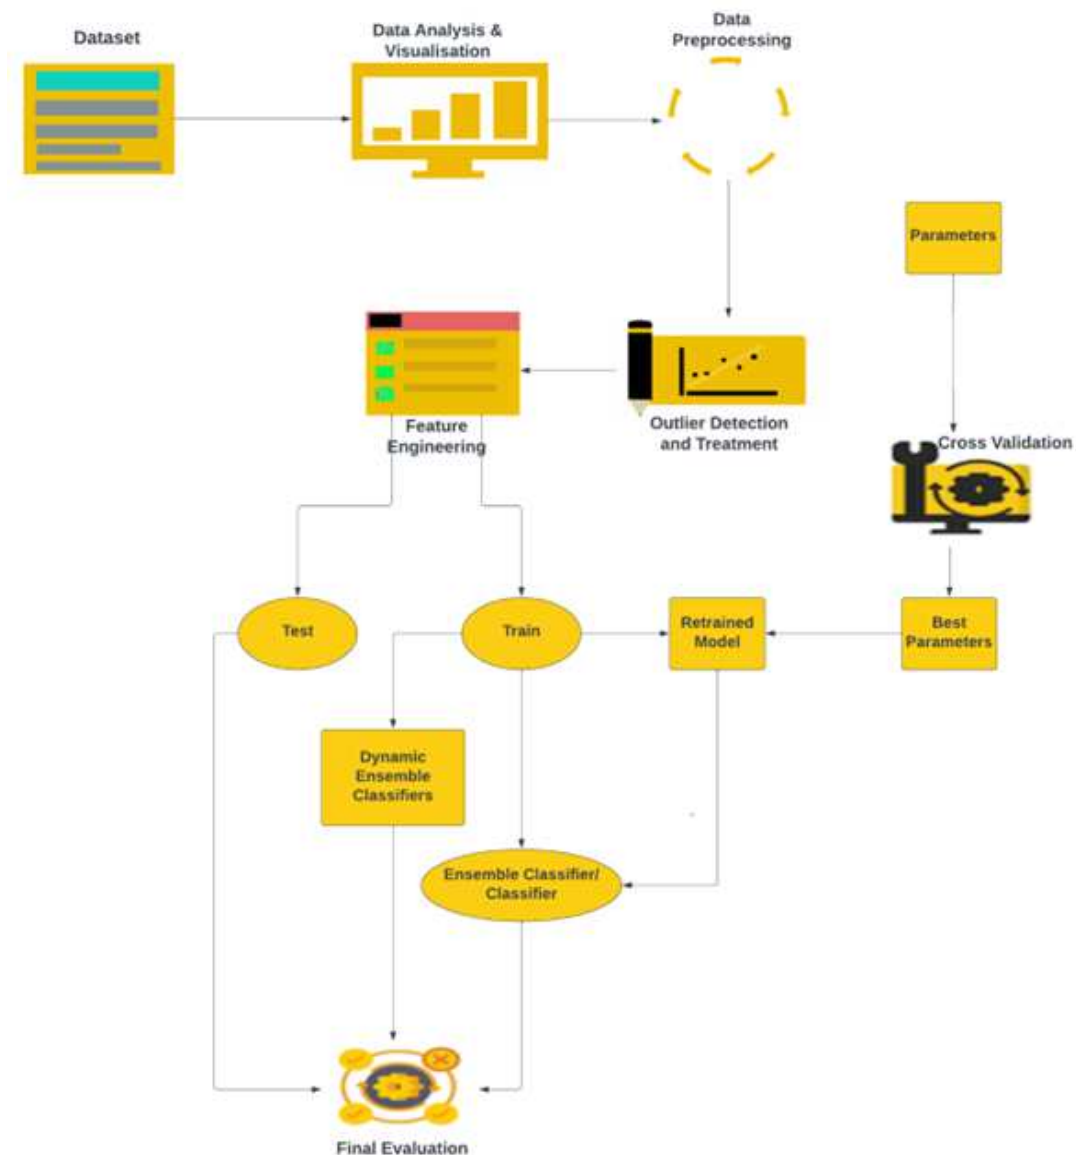 Dataset
Data Analysis &
Visualisation
Data
Preprocessing
Parameters
Feature
Engineering
Outlier Detection
and Treatment
Cross Validation
Test
Train
Retrained
Model
Best
Parameters
Dynamic
Ensemble
Classifiers
Ensemble Classifier/
Classifier
Final Evaluation